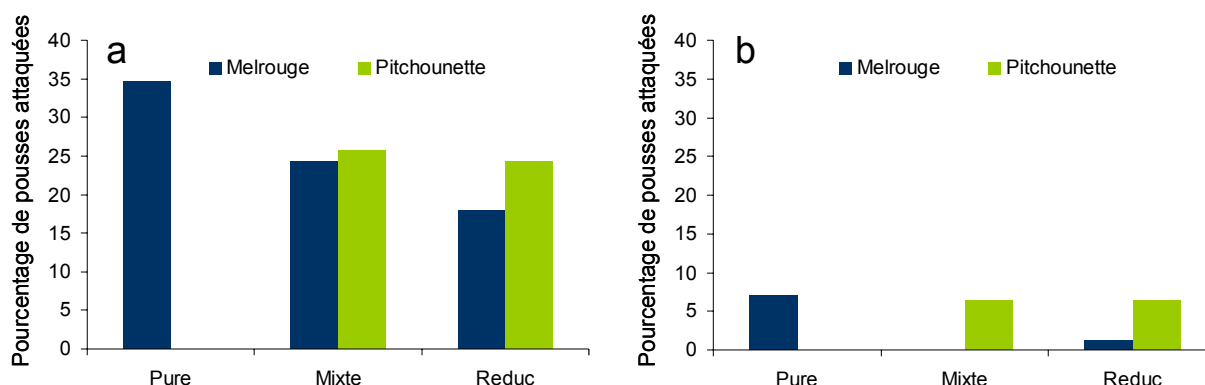 Pourcentage de pousses attaquées
a
Melrouge
Pitchounette
40
35
30
25
20
15
10
5
0
Pure
Mixte
Reduc
Pourcentage de pousses attaquées
b
Melrouge
Pitchounette
40
35
30
25
20
15
10
5
0
Pure
Mixte
Reduc